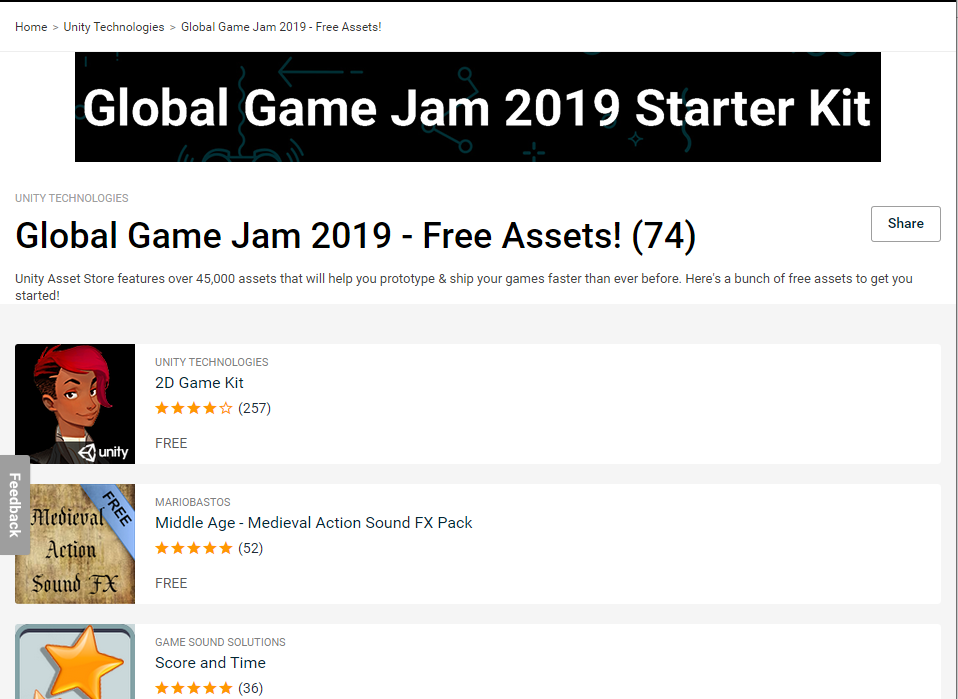 Home > Unity Technologies > Global Game Jam 2019 - Free Assets!
Global Game Jam 2019 Starter Kit
UNITY TECHNOLOGIES
Global Game Jam 2019 - Free Assets! (74)
Share
Unity Asset Store features over 45,000 assets that will help you prototype & ship your games faster than ever before. Here's a bunch of free assets to get you
started!
unity
UNITY TECHNOLOGIES
2D Game Kit
(257)
FREE
Feedback
Medieval
Action
Sound FX
FREE
MARIOBASTOS
Middle Age - Medieval Action Sound FX Pack
(52)
FREE
GAME SOUND SOLUTIONS
Score and Time
(36)